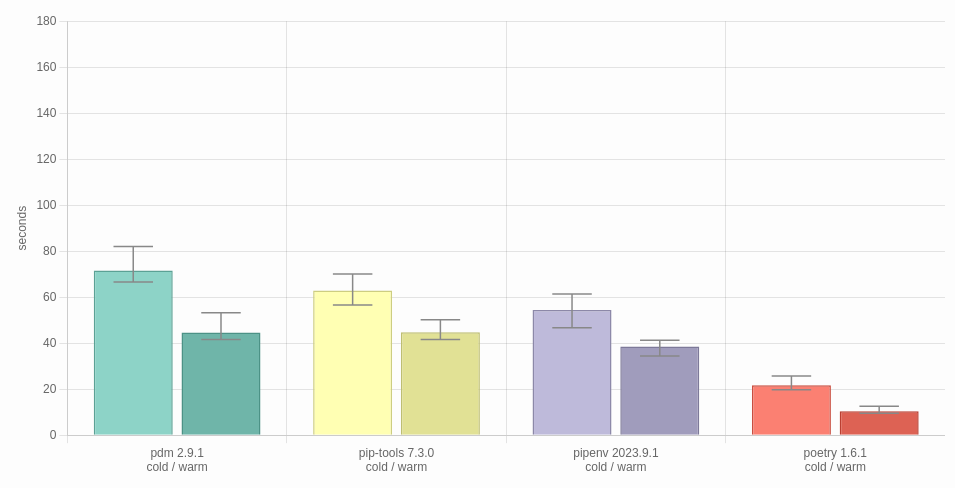 180
160
140
120
100
80
60
40
20
0
seconds
pdm 2.9.1
cold / warm
pip-tools 7.3.0
cold / warm
pipenv 2023.9.1
cold / warm
poetry 1.6.1
cold / warm